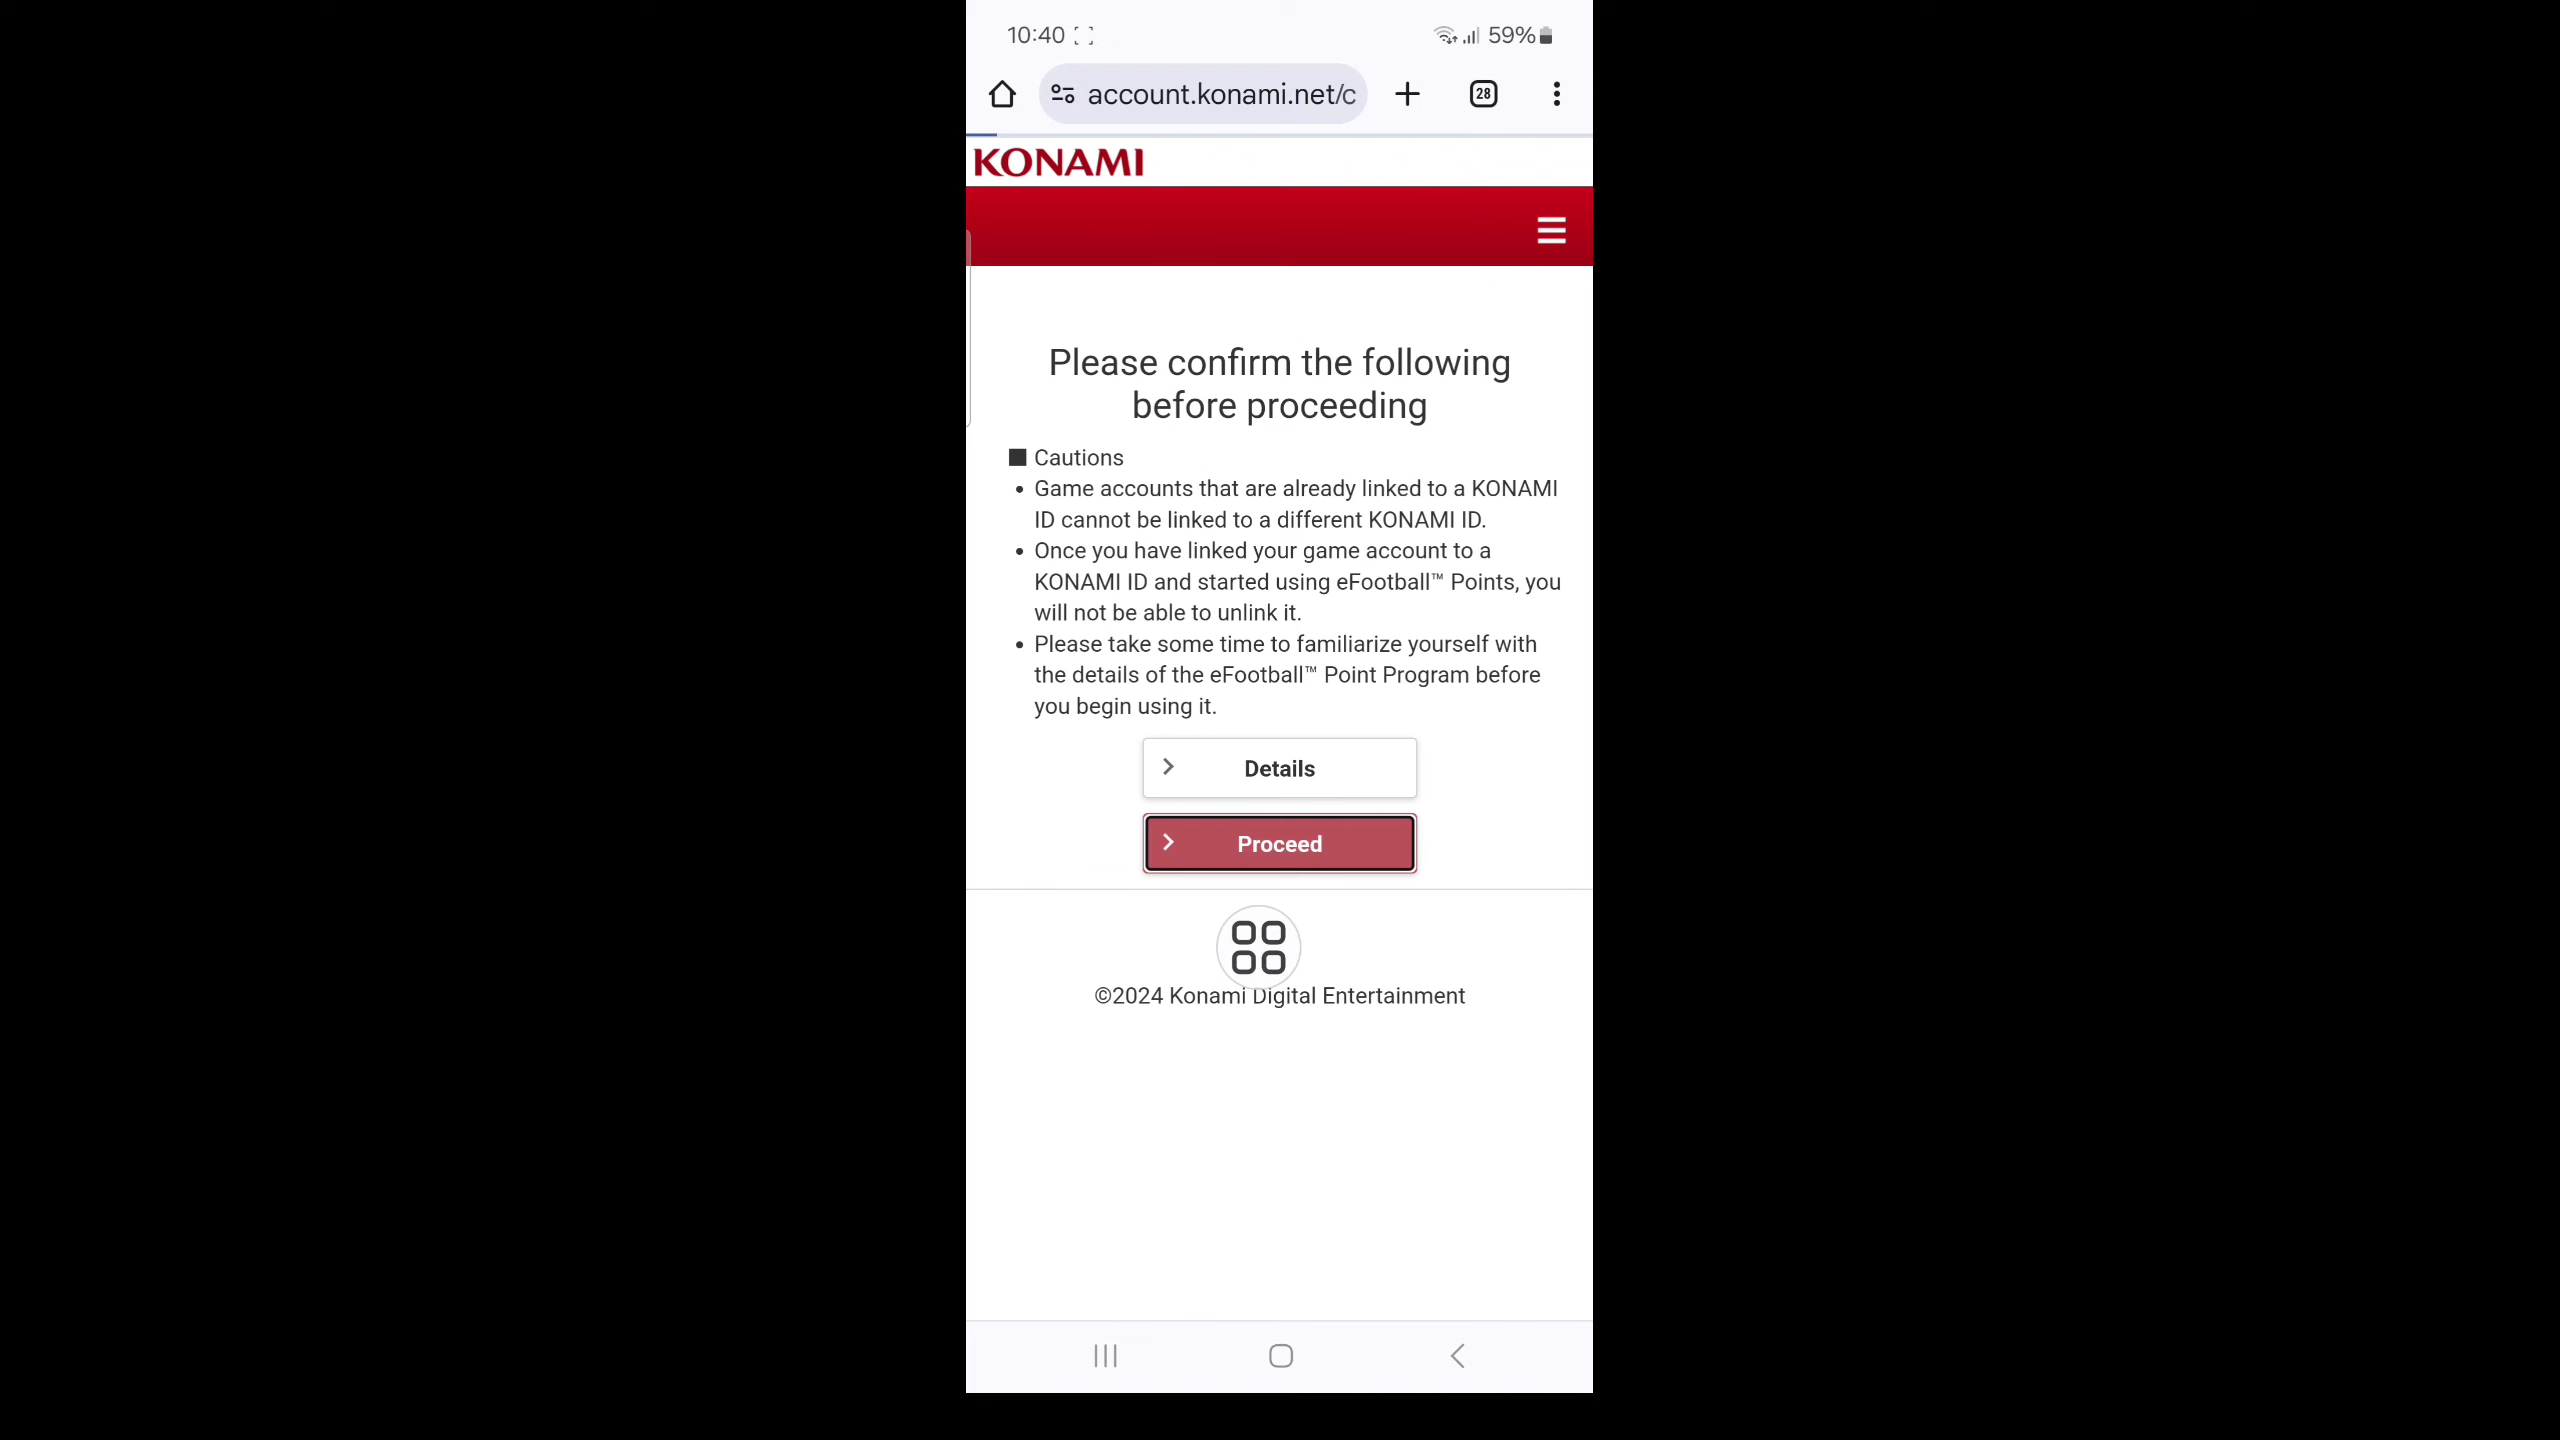 10:40
59%
account.konami.net/c
28
KONAMI
Please confirm the following
before proceeding
■ Cautions
• Game accounts that are already linked to a KONAMI
ID cannot be linked to a different KONAMI ID.
• Once you have linked your game account to a
KONAMI ID and started using eFootball™ Points, you
will not be able to unlink it.
• Please take some time to familiarize yourself with
the details of the eFootball™ Point Program before
you begin using it.
Details
Proceed
©2024 Konami Digital Entertainment